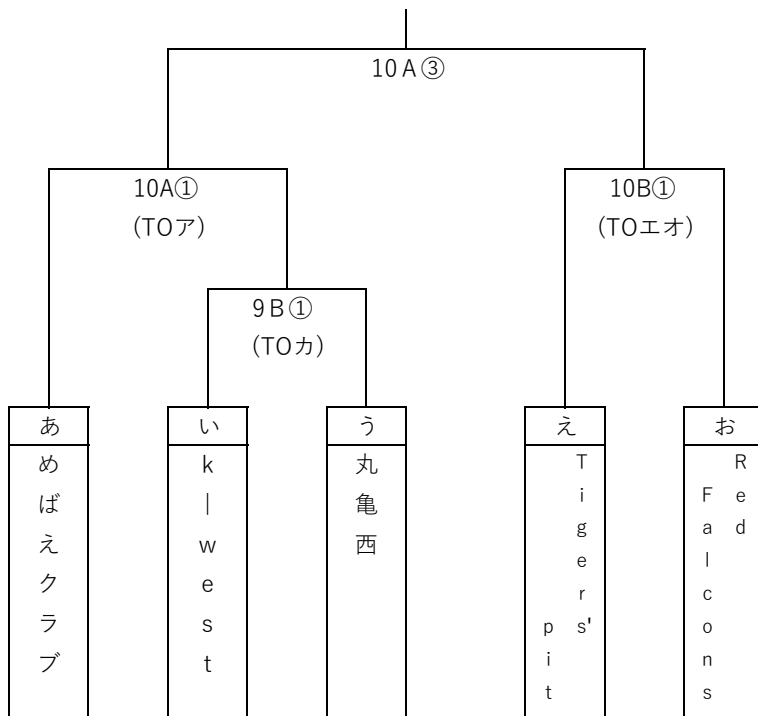 10A③
10A①
(TOア)
10B①
(TOエオ)
9B①
(TOカ)
あ
い
う
え
お
めばえクラブ
k-west
丸亀西
Tigers' pit
Red Falcons